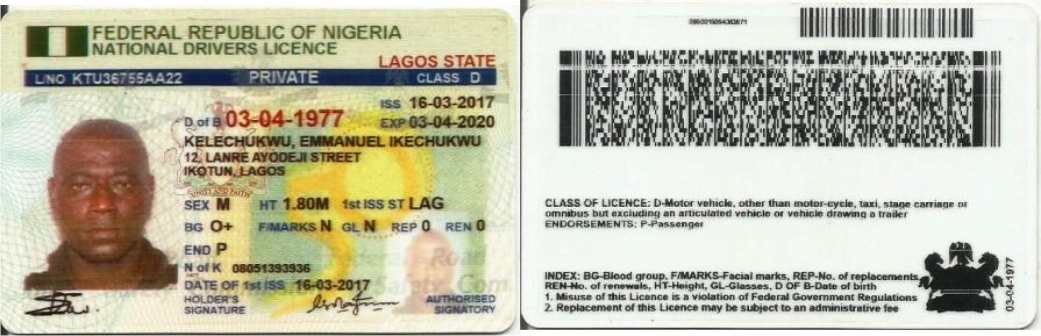 FEDERAL REPUBLIC OF NIGERIA
NATIONAL DRIVERS LICENCE
LAGOS STATE
L/NO KTU36755AA22 PRIVATE CLASS D
ISS 16-03-2017
D of B 03-04-1977 EXP 03-04-2020
KELECHUKWU, EMMANUEL IKECHUKWU
12, LANRE AYODEJI STREET
IKOTUN, LAGOS
SEX M HT 1.80M 1st ISS ST LAG
BG O+ F/MARKS N GL N REP 0 REN 0
END P
N of K 08051393936
DATE OF 1st ISS 16-03-2017
HOLDER'S SIGNATURE
AUTHORISED SIGNATORY
CLASS OF LICENCE: D-Motor vehicle, other than motor-cycle, taxi, stage carriage or
omnibus but excluding an articulated vehicle or vehicle drawing a trailer
ENDORSEMENTS: P-Passenger
INDEX: BG-Blood group, F/MARKS-Facial marks, REP-No. of replacements,
REN-No. of renewals, HT-Height, GL-Glasses, D OF B-Date of birth
1. Misuse of this Licence is a violation of Federal Government Regulations
2. Replacement of this Licence may be subject to an administrative fee
03-04-1977